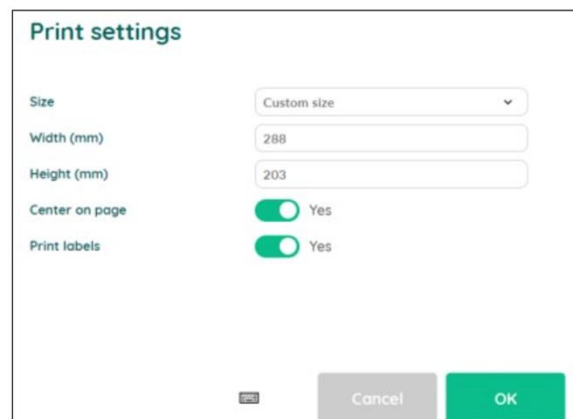 Print settings
Size Custom size
Width (mm) 288
Height (mm) 203
Center on page Yes
Print labels Yes
Cancel OK